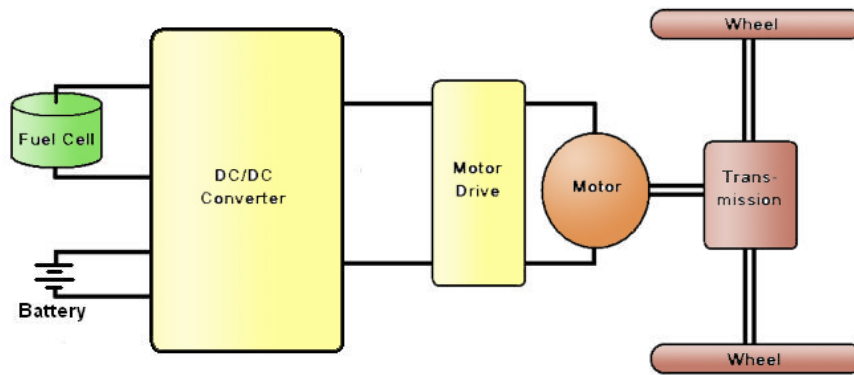 Wheel
Fuel Cell
DC/DC
Converter
Motor
Drive
Motor
Trans-
mission
Battery
Wheel